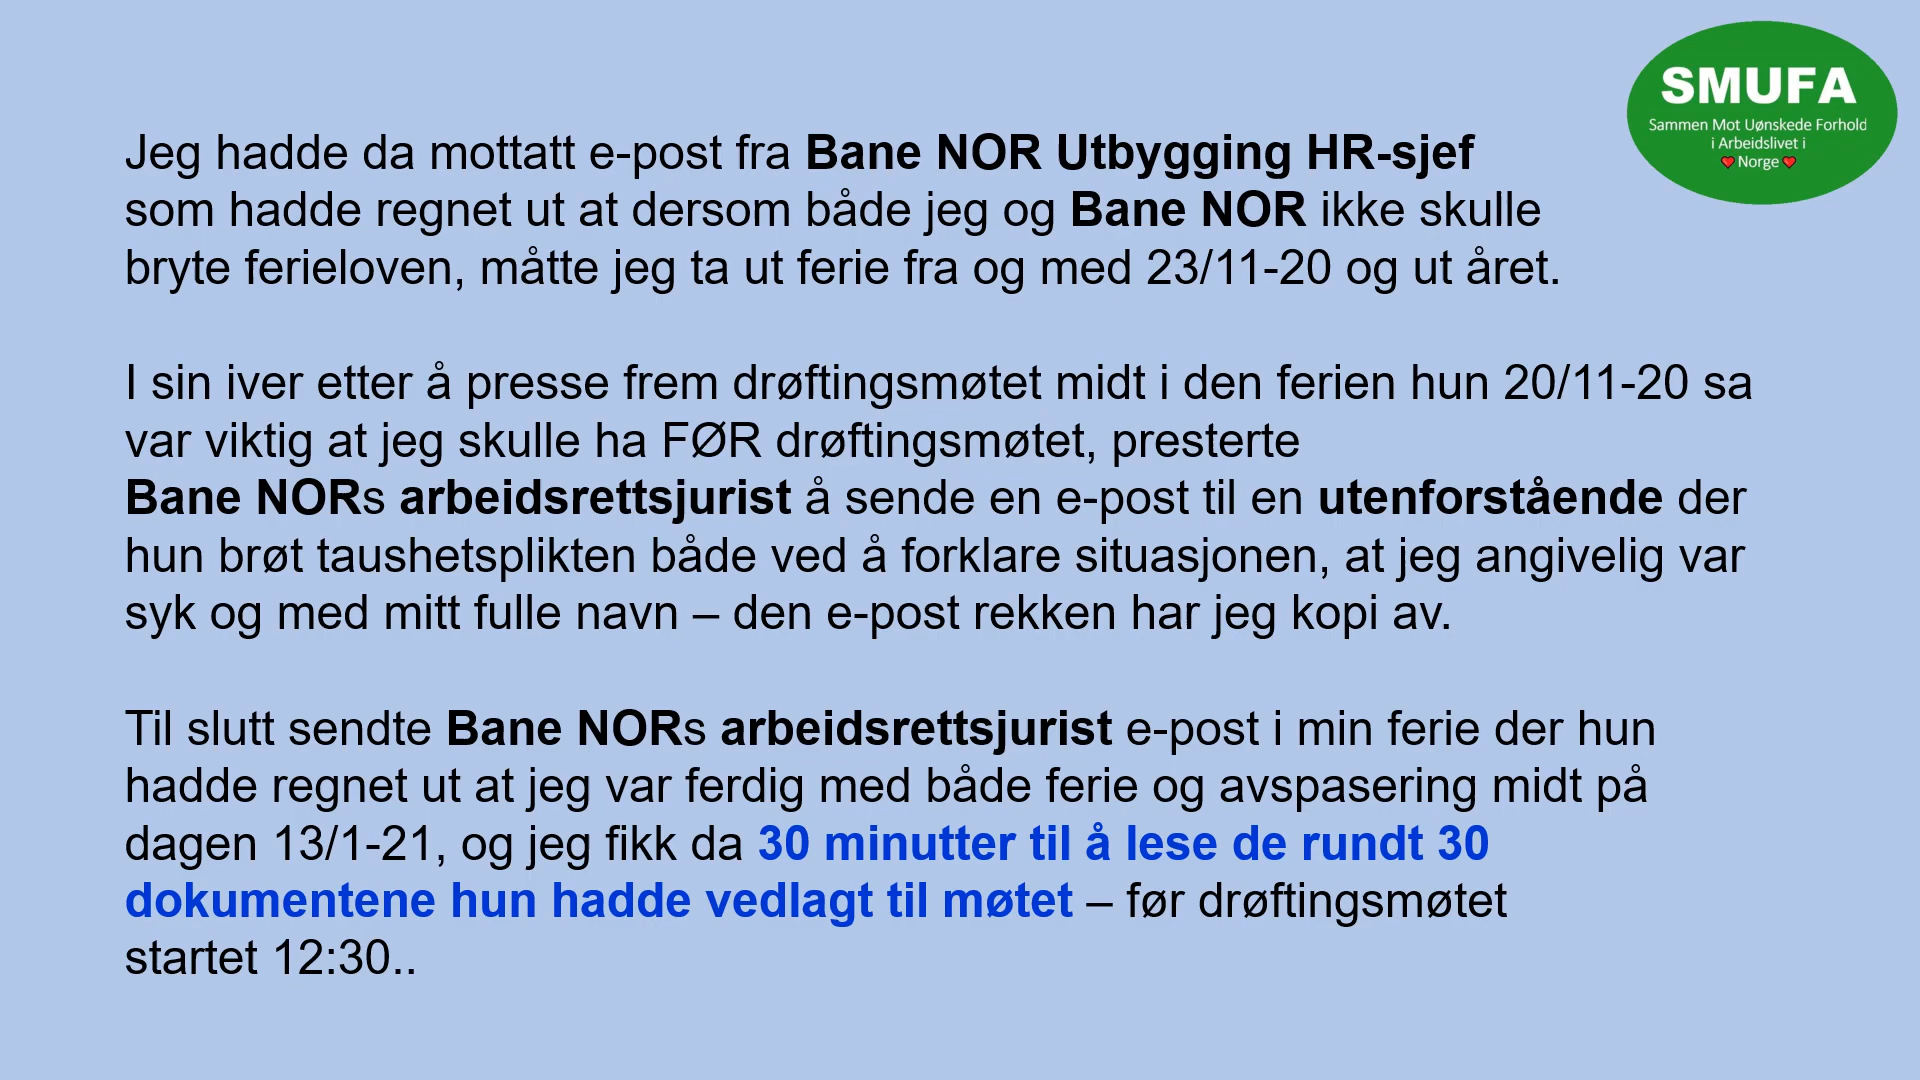 SMUFA
Sammen Mot Uønskede Forhold
i Arbeidslivet i
Norge
Jeg hadde da mottatt e-post fra Bane NOR Utbygging HR-sjef
som hadde regnet ut at dersom både jeg og Bane NOR ikke skulle
bryte ferieloven, måtte jeg ta ut ferie fra og med 23/11-20 og ut året.
I sin iver etter å presse frem drøftingsmøtet midt i den ferien hun 20/11-20 sa
var viktig at jeg skulle ha FØR drøftingsmøtet, presterte
Bane NORs arbeidsrettsjurist å sende en e-post til en utenforstående der
hun brøt taushetsplikten både ved å forklare situasjonen, at jeg angivelig var
syk og med mitt fulle navn – den e-post rekken har jeg kopi av.
Til slutt sendte Bane NORs arbeidsrettsjurist e-post i min ferie der hun
hadde regnet ut at jeg var ferdig med både ferie og avspasering midt på
dagen 13/1-21, og jeg fikk da 30 minutter til å lese de rundt 30
dokumentene hun hadde vedlagt til møtet – før drøftingsmøtet
startet 12:30..